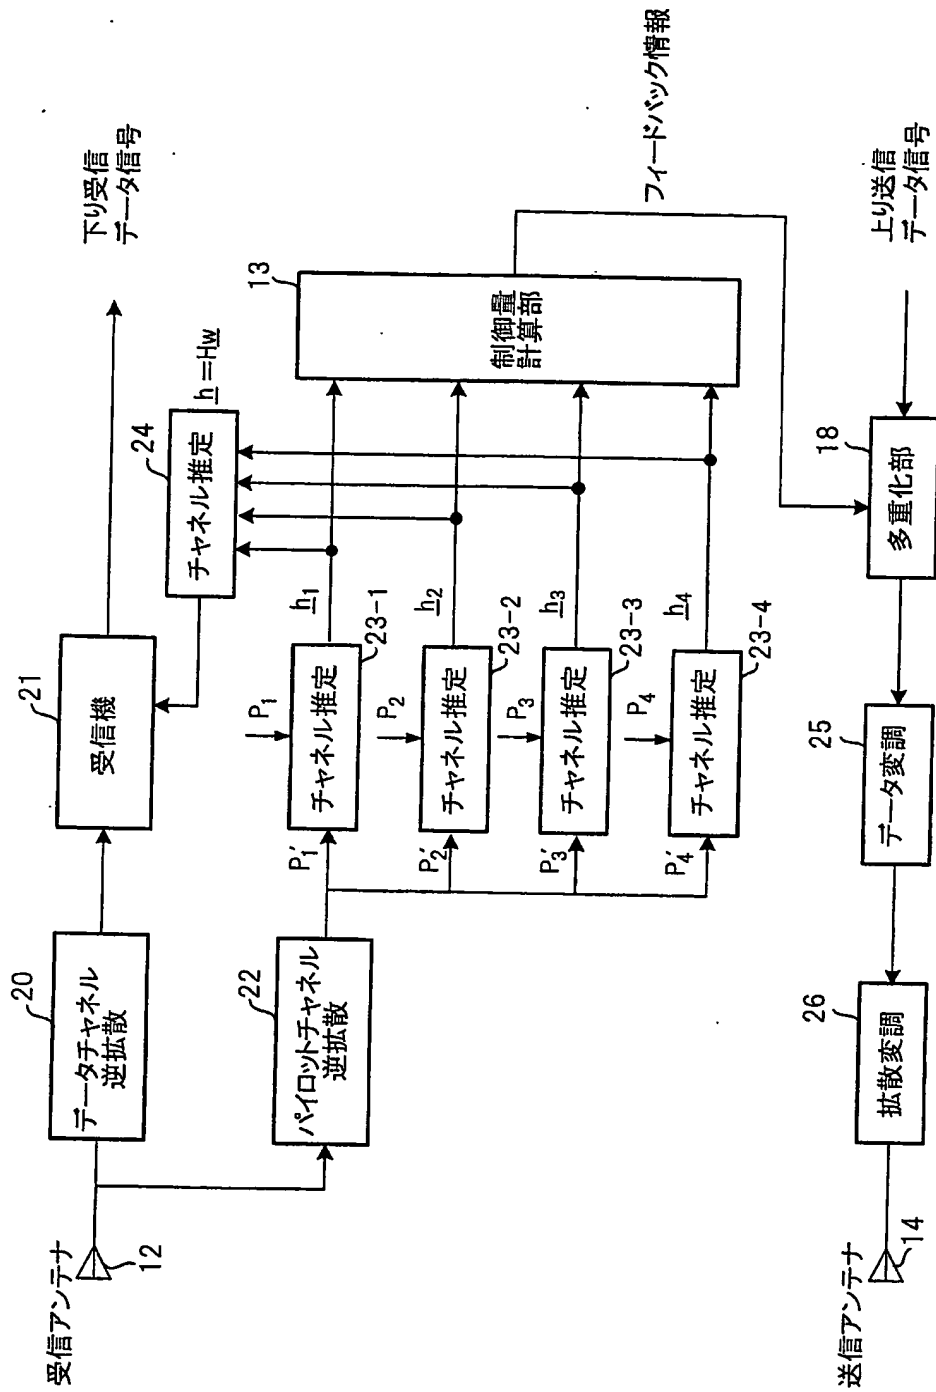 受信アンテナ
12
20
データチャネル
逆拡散
21
受信機
下り受信
データ信号
24
チャネル推定
h=Hw
22
パイロットチャネル
逆拡散
P1'
P1
チャネル推定
23-1
h1
P2'
P2
チャネル推定
23-2
h2
P3'
P3
チャネル推定
23-3
h3
P4'
P4
チャネル推定
23-4
h4
13
制御量
計算部
フィードバック情報
送信アンテナ
14
26
拡散変調
25
データ変調
18
多重化部
上り送信
データ信号